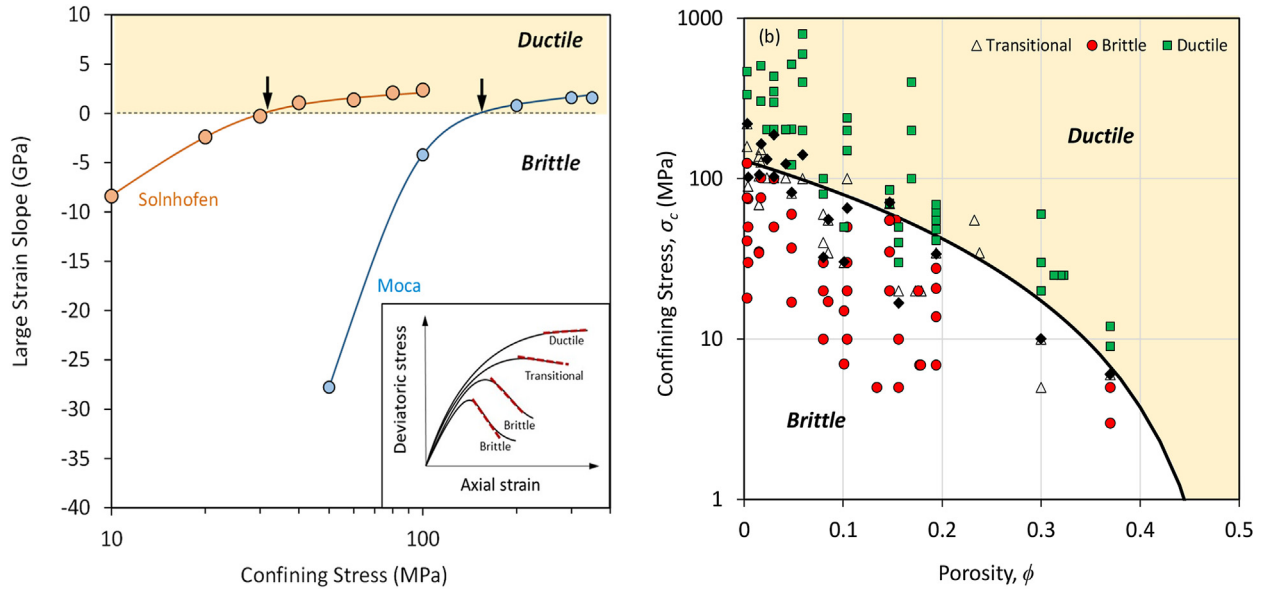 10
5
0
-5
-10
-15
-20
-25
-30
-35
-40
Large Strain Slope (GPa)
Ductile
Brittle
Solnhofen
Moca
Deviatoric stress
Ductile
Transitional
Brittle
Brittle
Axial strain
10
100
Confining Stress (MPa)
1000
100
10
1
Confining Stress, σc (MPa)
(b)
Transitional
Brittle
Ductile
Ductile
Brittle
0
0.1
0.2
0.3
0.4
0.5
Porosity, ϕ